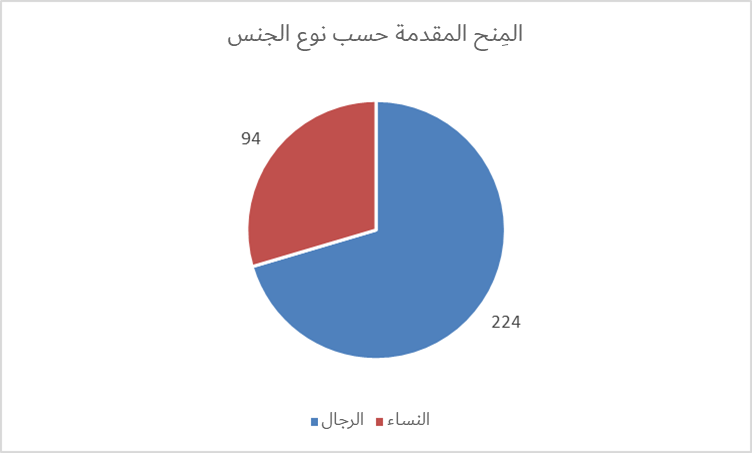 المِنح المقدمة حسب نوع الجنس
94
224
الرجال
النساء